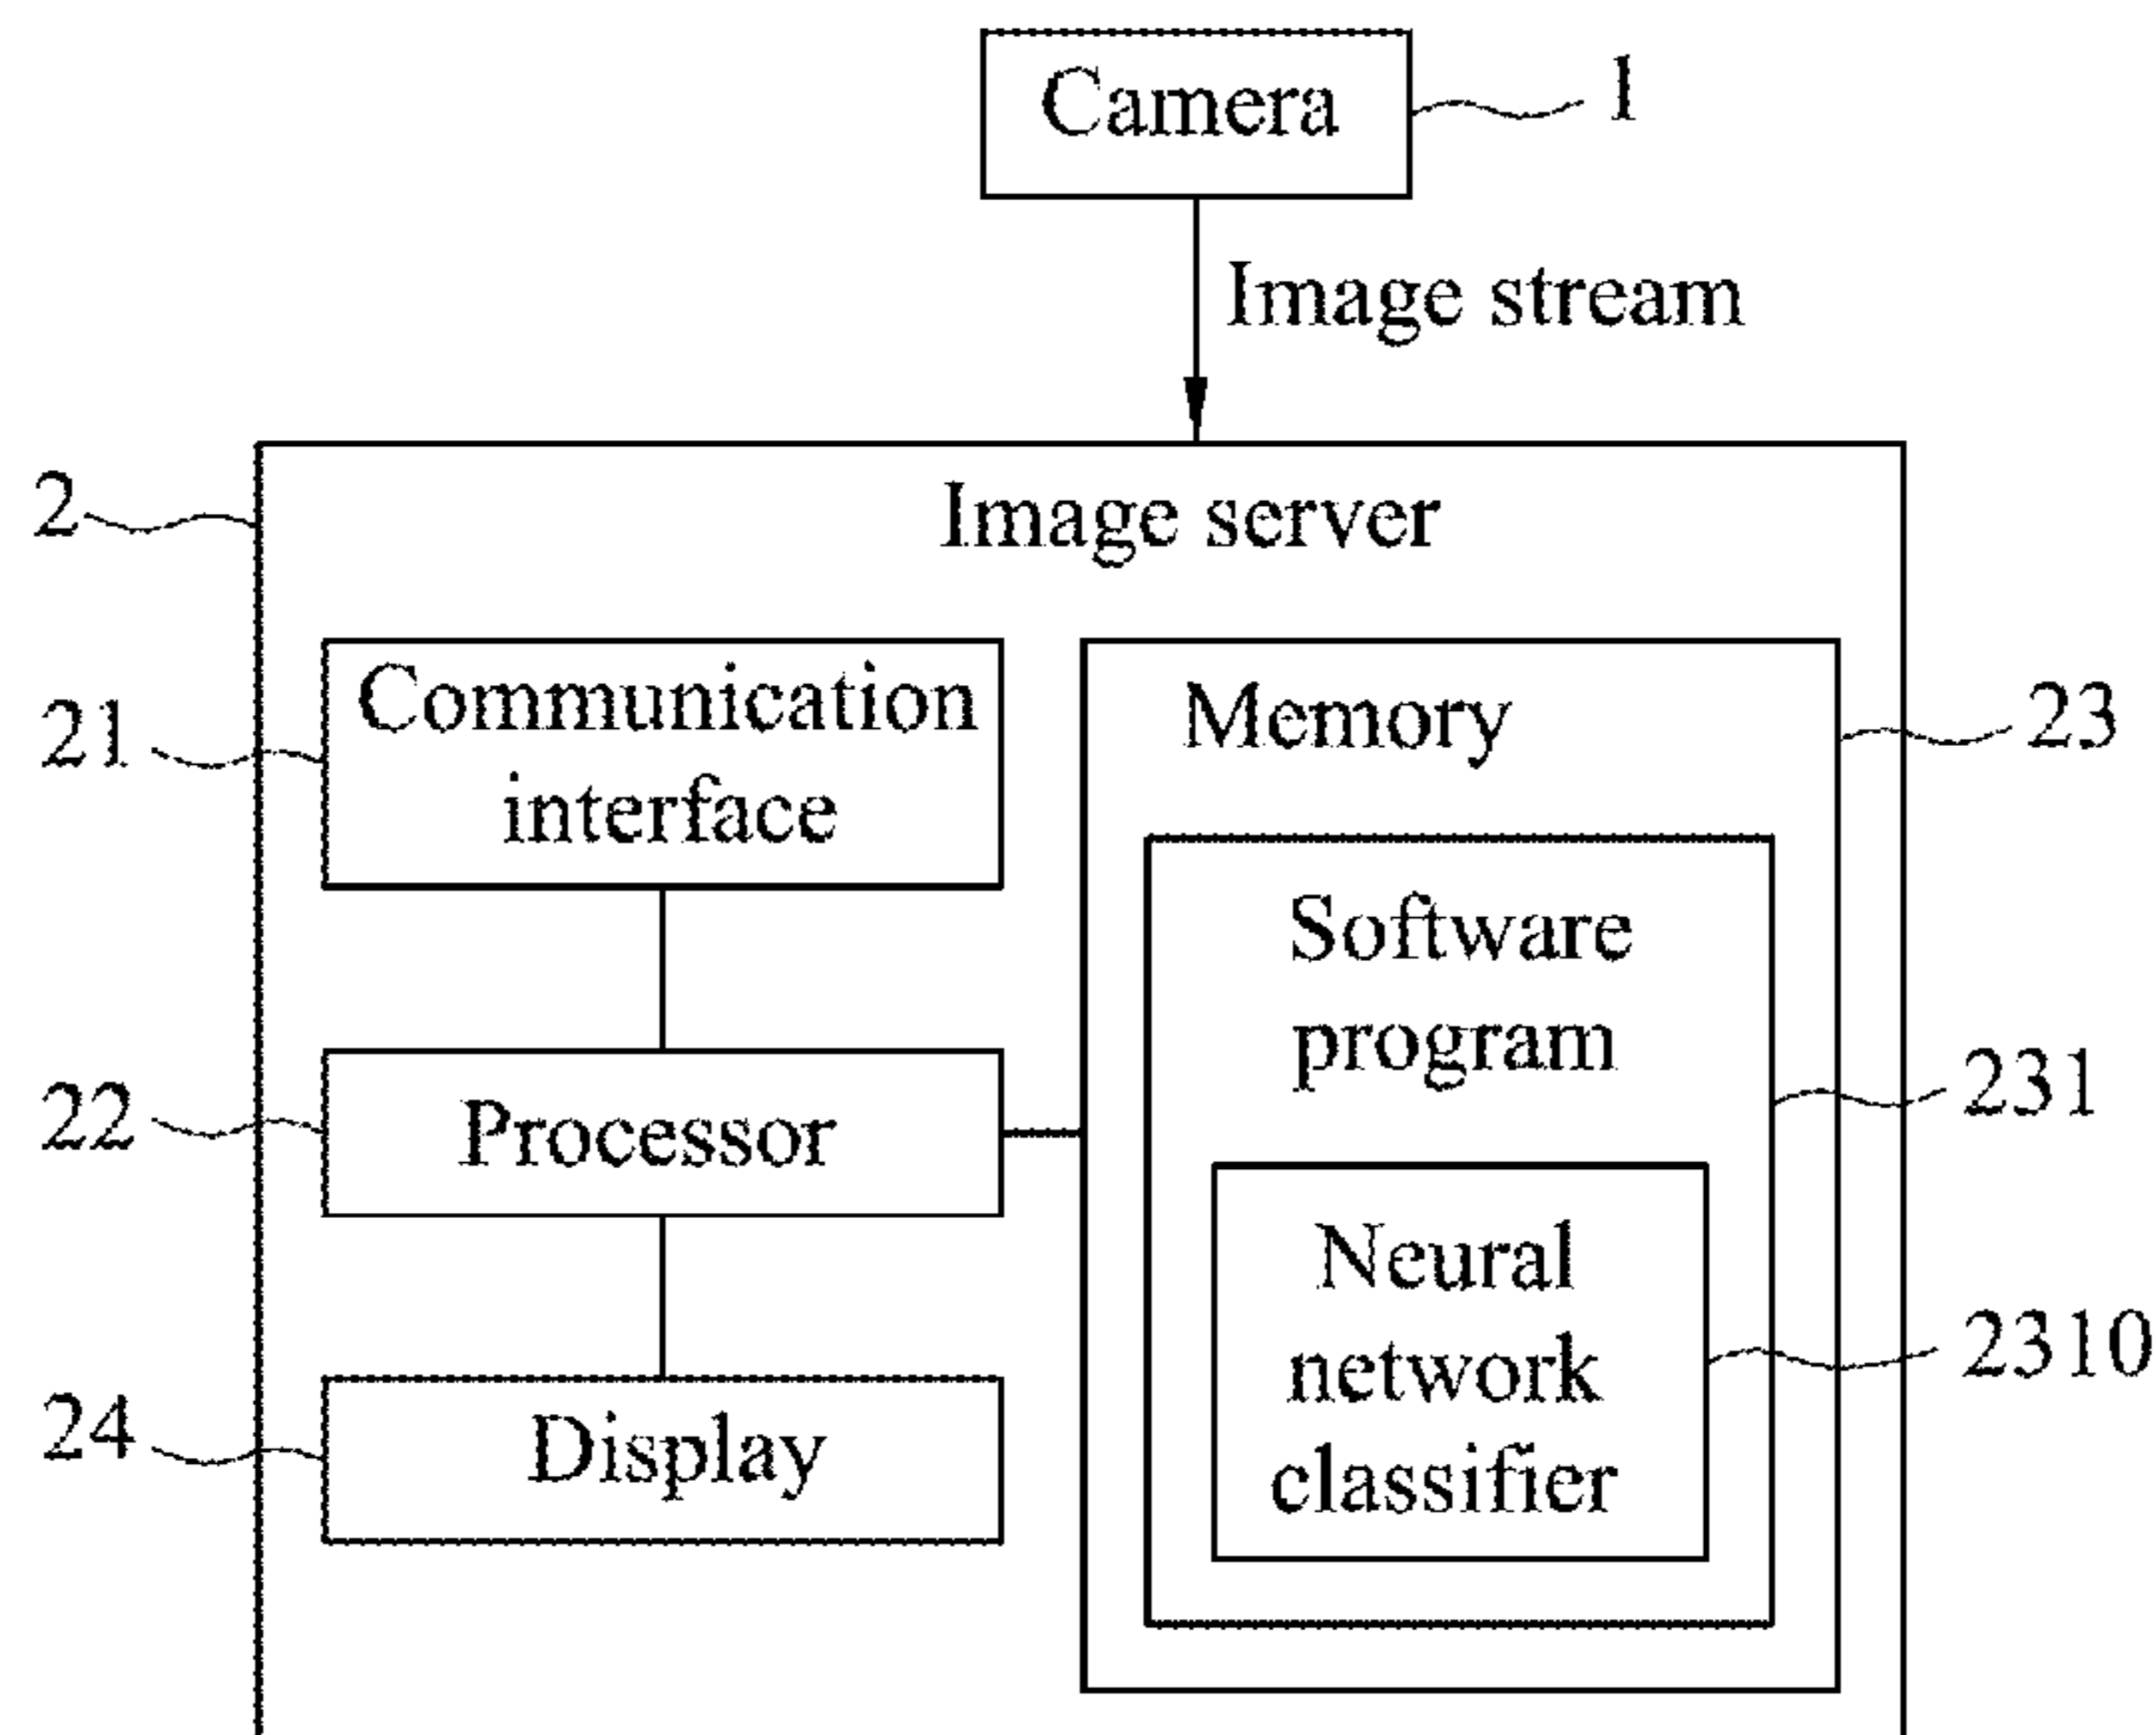 Camera
1
Image stream
2
Image server
21
Communication
interface
Memory
23
Software
program
22
Processor
231
Neural
network
classifier
2310
24
Display